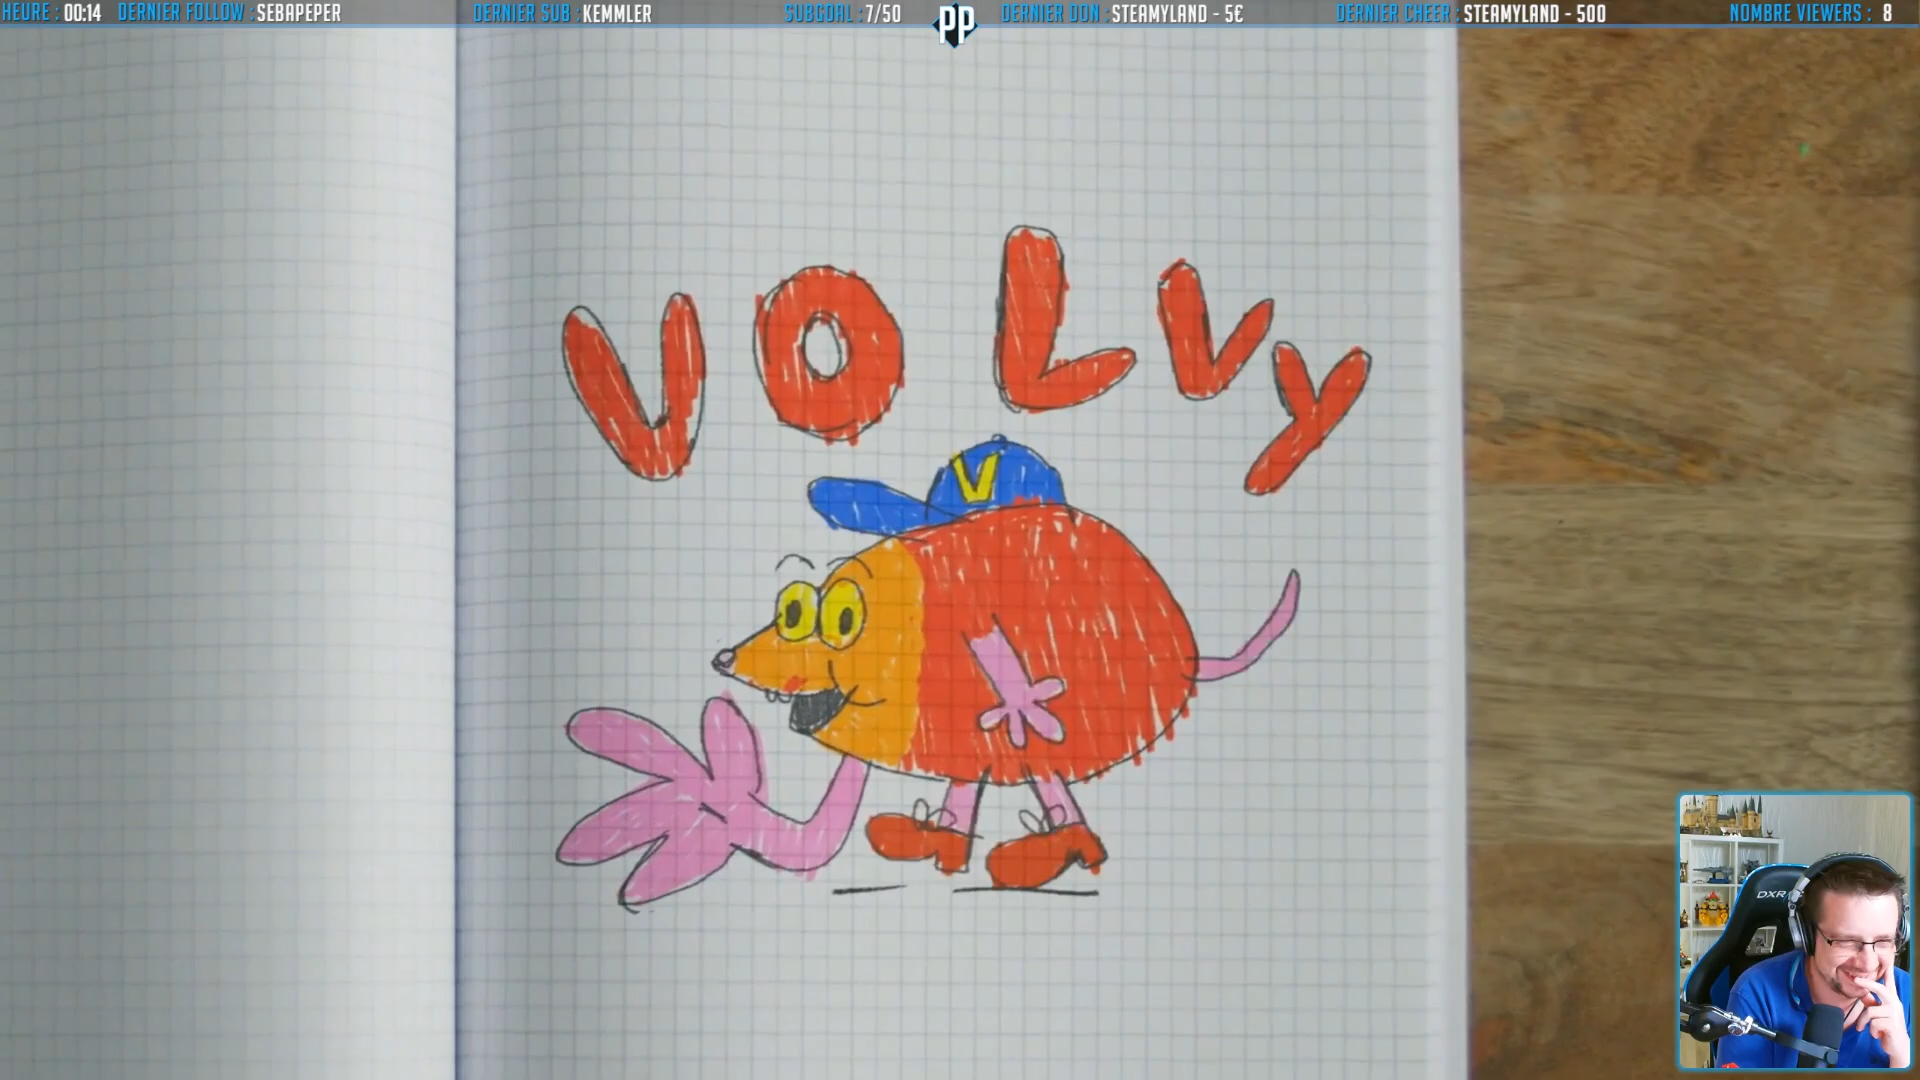 HEURE : 00:14 DERNIER FOLLOW : SEBAPEPER DERNIER SUB : KEMMLER SUBGOAL : 7/50 PP DERNIER DON : STEAMYLAND - 5€ DERNIER CHEER : STEAMYLAND - 500 NOMBRE VIEWERS : 8
VOLVY
V
DXR